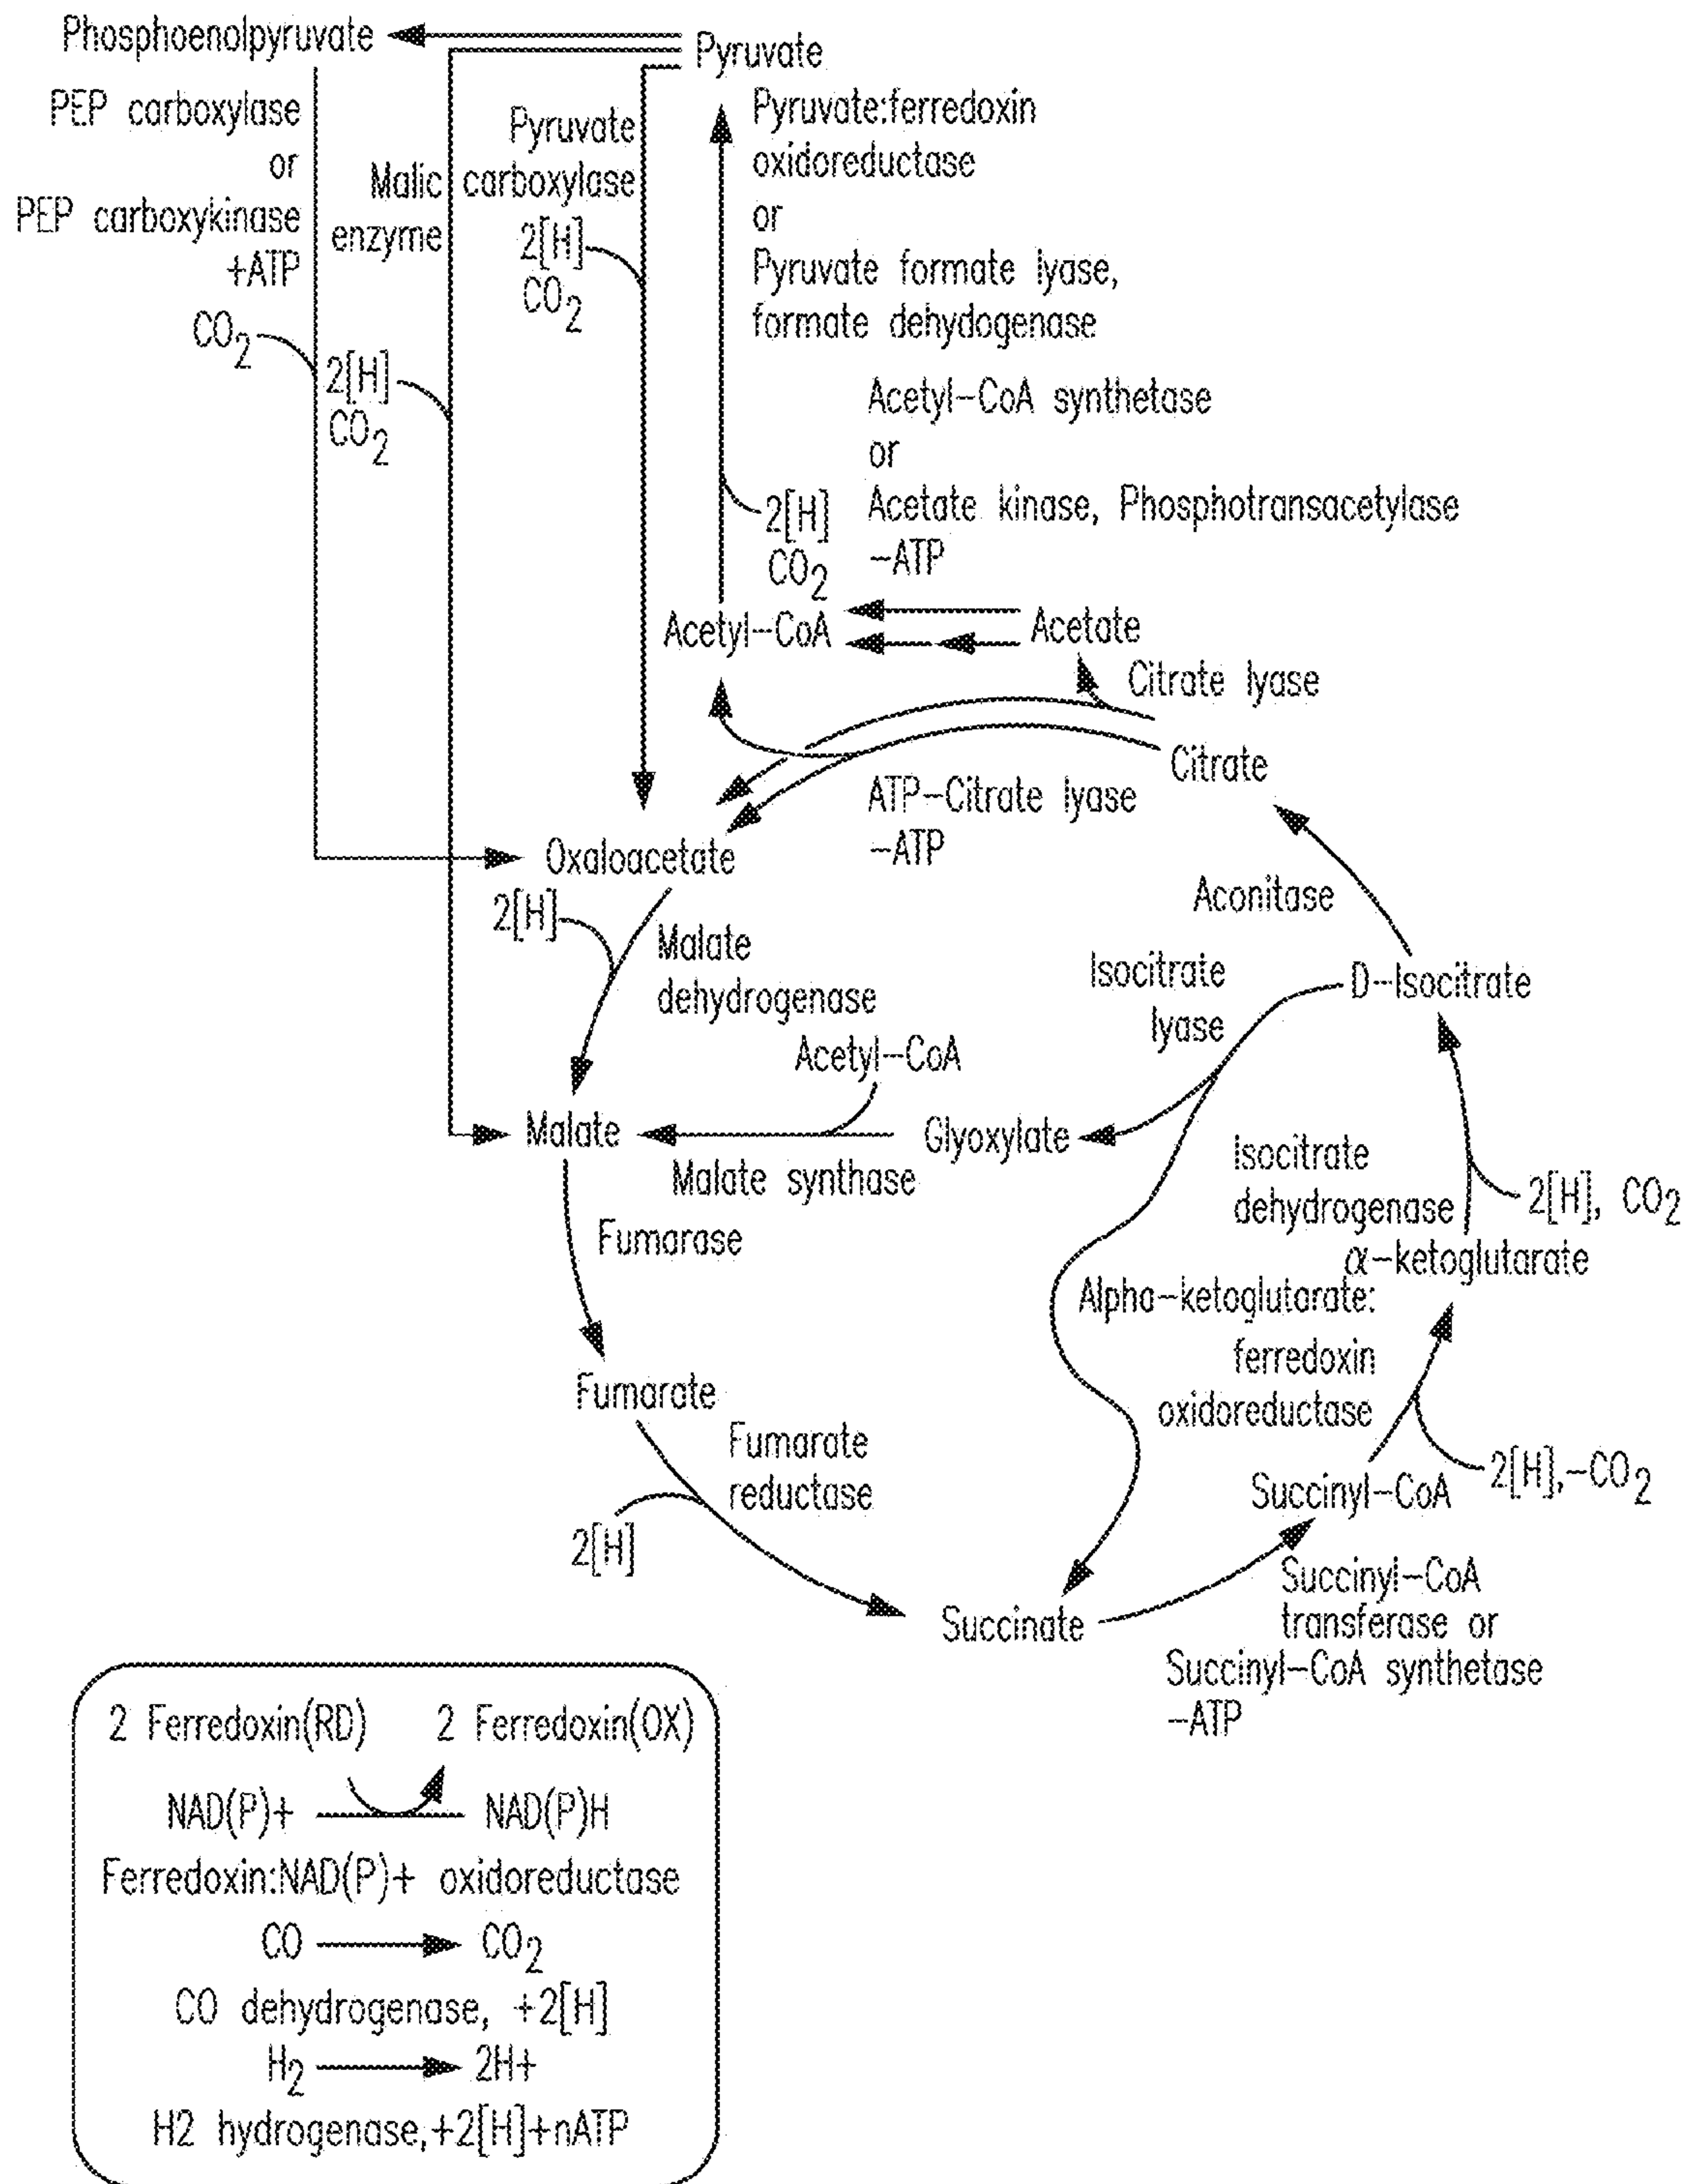 Phosphoenolpyruvate
Pyruvate
PEP carboxylase
or
PEP carboxykinase
+ATP
CO2
Malic
enzyme
2[H]
CO2
Pyruvate
carboxylase
2[H]
CO2
Pyruvate:ferredoxin
oxidoreductase
or
Pyruvate formate lyase,
formate dehydogenase
Acetyl-CoA synthetase
or
Acetate kinase, Phosphotransacetylase
-ATP
2[H]
CO2
Acetyl-CoA
Acetate
Citrate lyase
Citrate
ATP-Citrate lyase
-ATP
Oxaloacetate
2[H]
Malate
dehydrogenase
Aconitase
Isocitrate
lyase
D-Isocitrate
Acetyl-CoA
Malate
Glyoxylate
Malate synthase
Isocitrate
dehydrogenase
2[H], CO2
α-ketoglutarate
Fumarase
Alpha-ketoglutarate:
ferredoxin
oxidoreductase
Fumarate
Fumarate
reductase
2[H]
2[H],-CO2
Succinyl-CoA
Succinate
Succinyl-CoA
transferase or
Succinyl-CoA synthetase
-ATP
2 Ferredoxin(RD) 2 Ferredoxin(OX)
NAD(P)+ NAD(P)H
Ferredoxin:NAD(P)+ oxidoreductase
CO CO2
CO dehydrogenase, +2[H]
H2 2H+
H2 hydrogenase,+2[H]+nATP